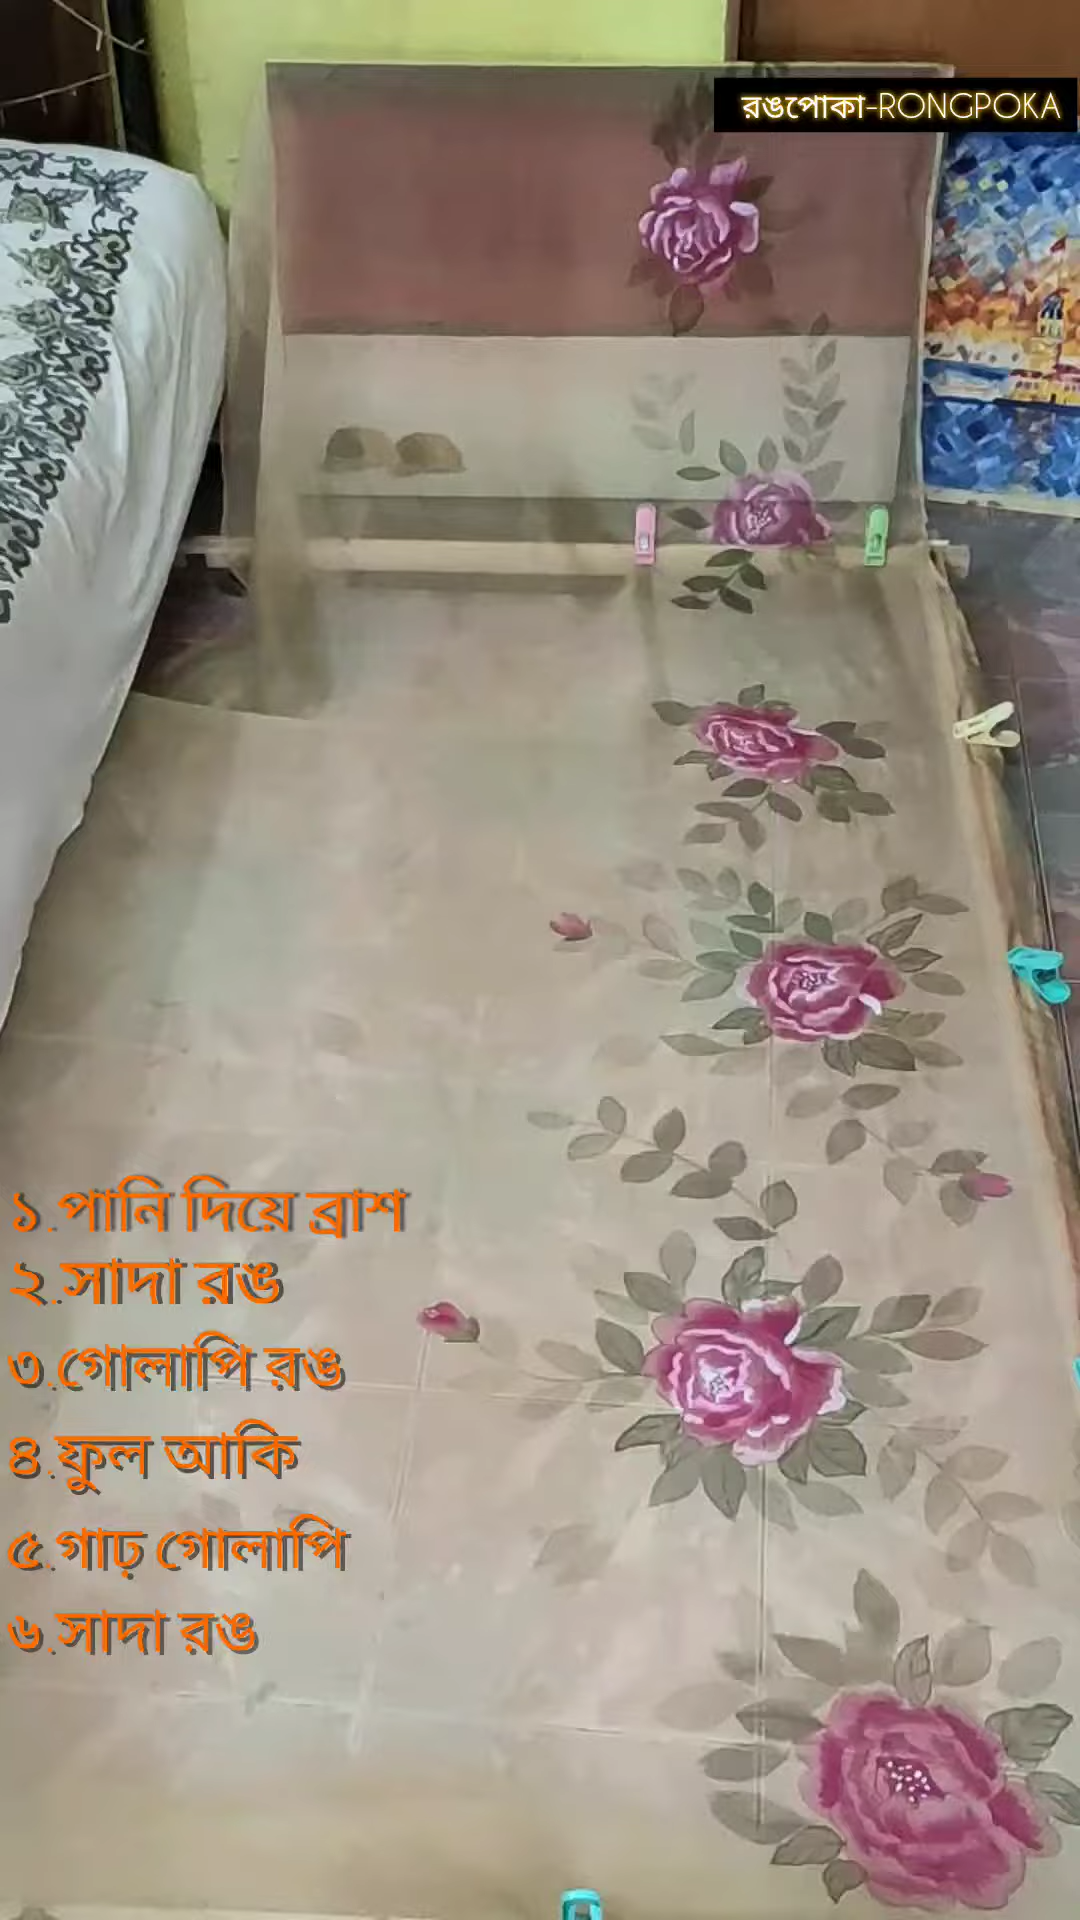 রঙপোকা-RONGPOKA
১.পানি দিয়ে ব্রাশ
২.সাদা রঙ
৩.গোলাপি রঙ
৪.ফুল আকি
৫.গাঢ় গোলাপি
৬.সাদা রঙ